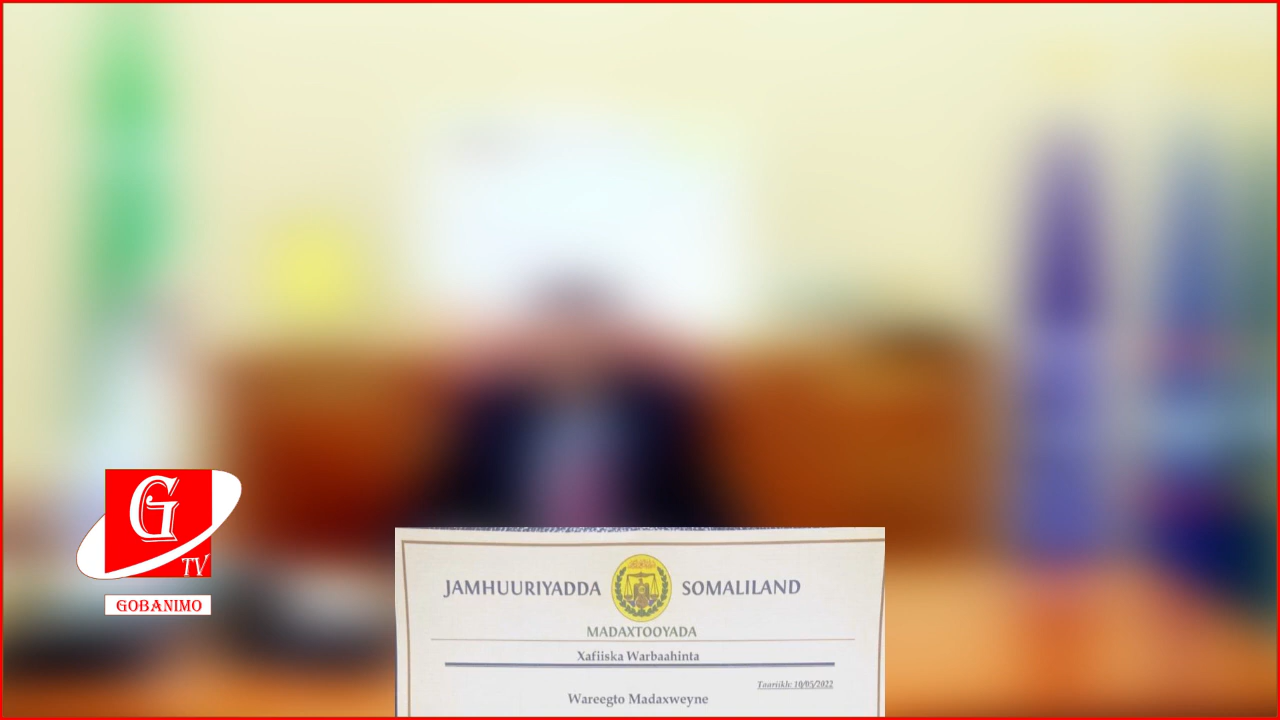 G
TV
GOBANIMO
JAMHUURIYADDA SOMALILAND
MADAXTOOYADA
Xafiiska Warbaahinta
Taariikh: 10/05/2022
Wareegto Madaxweyne